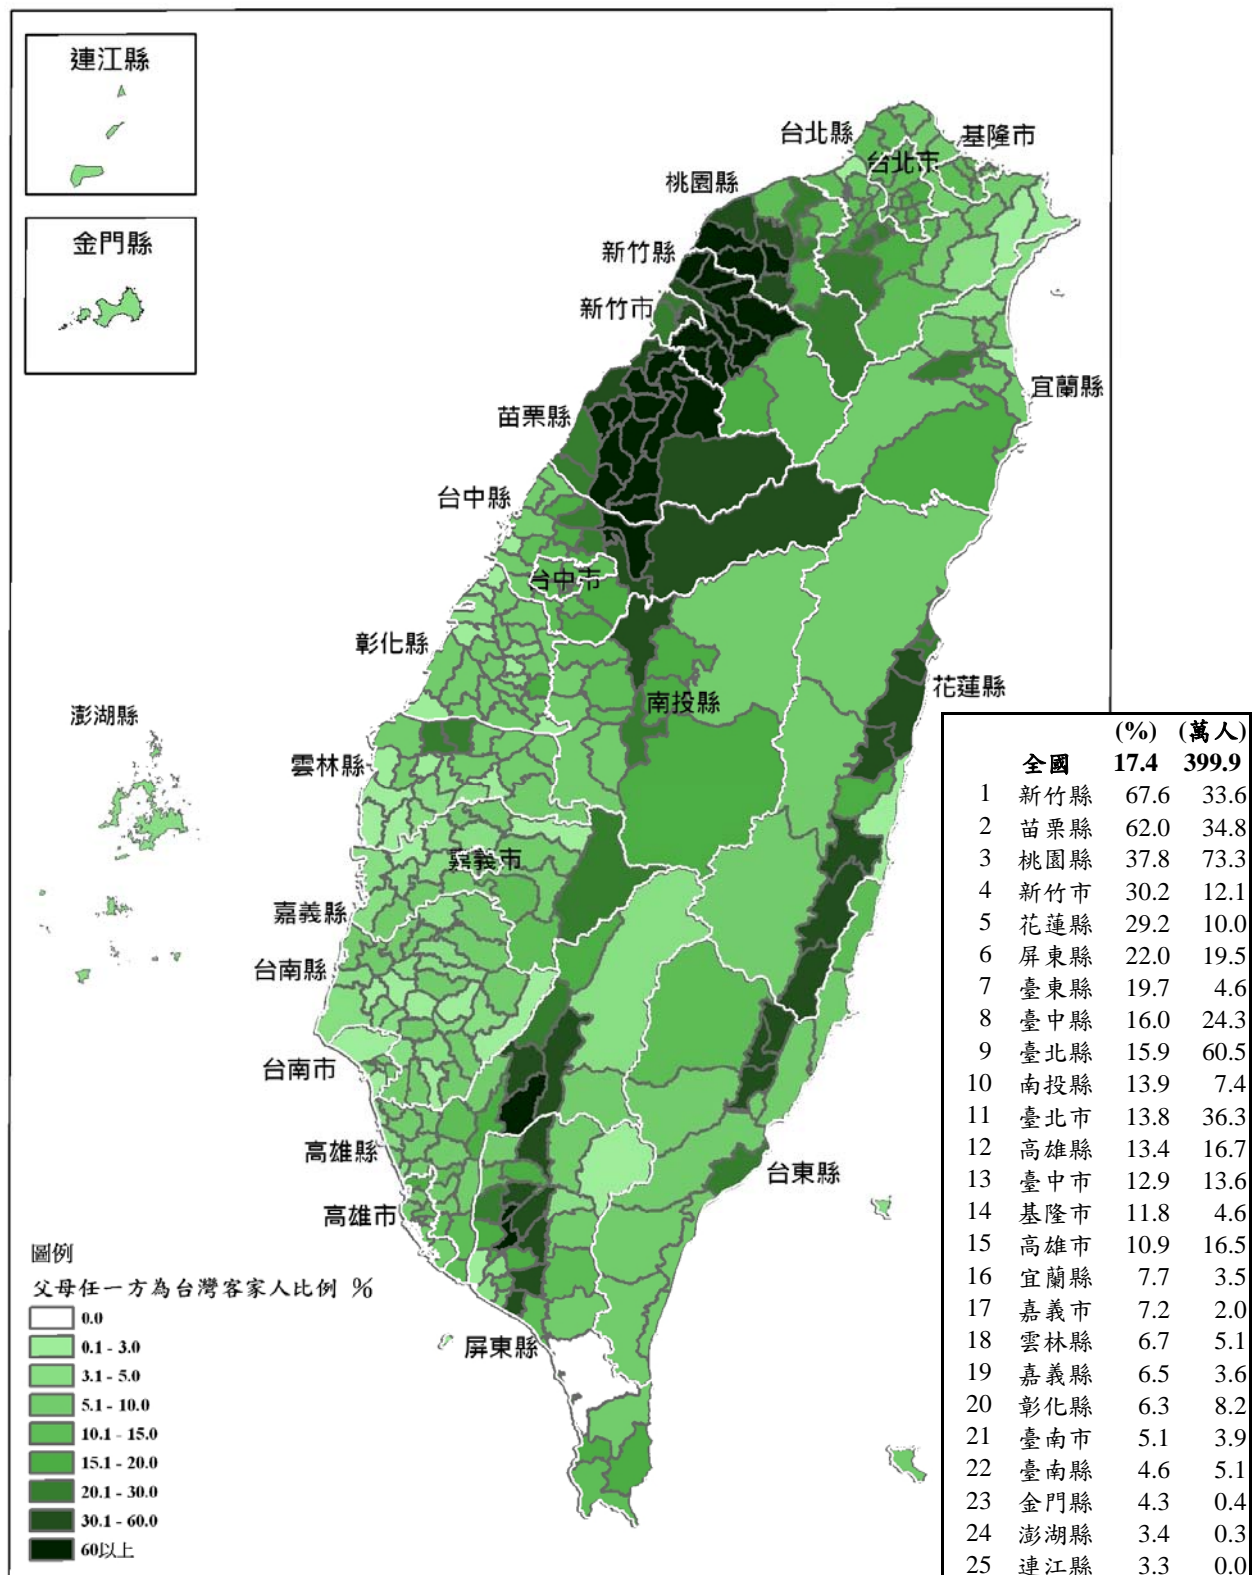 連江縣
金門縣
台北縣
基隆市
台北市
桃園縣
新竹縣
新竹市
宜蘭縣
苗栗縣
台中縣
台中市
彰化縣
花蓮縣
南投縣
澎湖縣
雲林縣
嘉義市
嘉義縣
台南縣
台南市
高雄縣
台東縣
高雄市
屏東縣
圖例
父母任一方為台灣客家人比例 %
0.0
0.1 - 3.0
3.1 - 5.0
5.1 - 10.0
10.1 - 15.0
15.1 - 20.0
20.1 - 30.0
30.1 - 60.0
60以上
(%) (萬人)
全國 17.4 399.9
1 新竹縣 67.6 33.6
2 苗栗縣 62.0 34.8
3 桃園縣 37.8 73.3
4 新竹市 30.2 12.1
5 花蓮縣 29.2 10.0
6 屏東縣 22.0 19.5
7 臺東縣 19.7 4.6
8 臺中縣 16.0 24.3
9 臺北縣 15.9 60.5
10 南投縣 13.9 7.4
11 臺北市 13.8 36.3
12 高雄縣 13.4 16.7
13 臺中市 12.9 13.6
14 基隆市 11.8 4.6
15 高雄市 10.9 16.5
16 宜蘭縣 7.7 3.5
17 嘉義市 7.2 2.0
18 雲林縣 6.7 5.1
19 嘉義縣 6.5 3.6
20 彰化縣 6.3 8.2
21 臺南市 5.1 3.9
22 臺南縣 4.6 5.1
23 金門縣 4.3 0.4
24 澎湖縣 3.4 0.3
25 連江縣 3.3 0.0